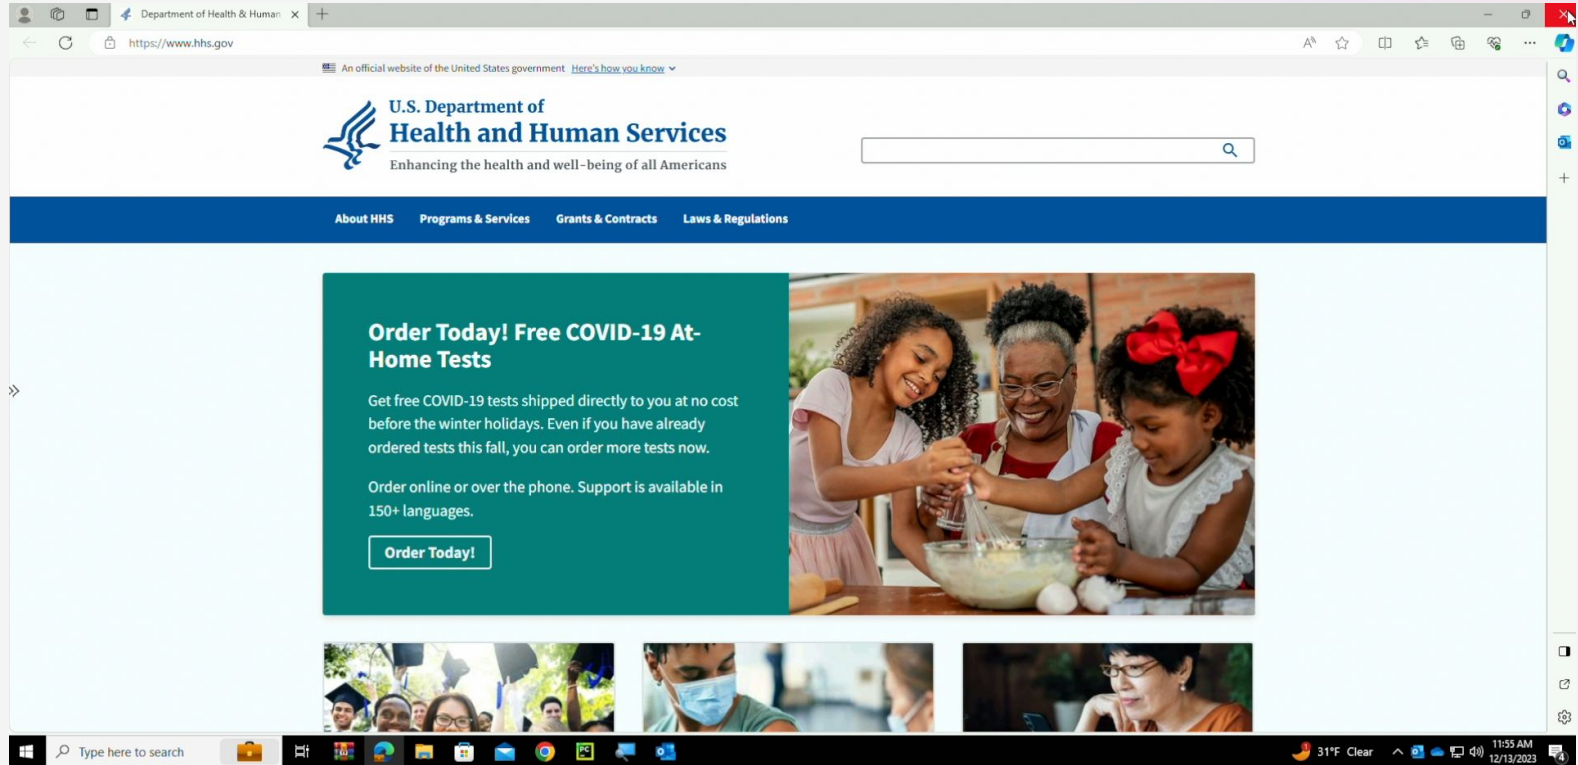 Department of Health & Human
https://www.hhs.gov
An official website of the United States government Here's how you know
U.S. Department of
Health and Human Services
Enhancing the health and well-being of all Americans
About HHS Programs & Services Grants & Contracts Laws & Regulations
Order Today! Free COVID-19 At-
Home Tests
Get free COVID-19 tests shipped directly to you at no cost
before the winter holidays. Even if you have already
ordered tests this fall, you can order more tests now.
Order online or over the phone. Support is available in
150+ languages.
Order Today!
Type here to search
PC
31°F Clear
11:55 AM
12/13/2023
4